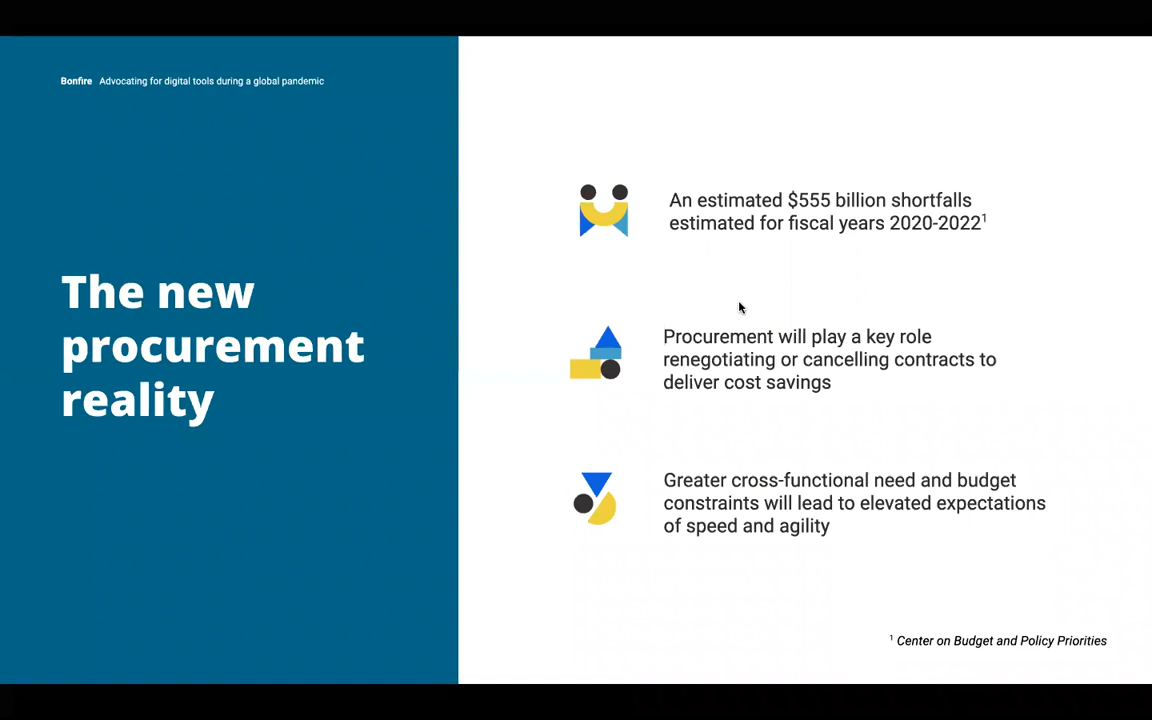 Bonfire Advocating for digital tools during a global pandemic
The new
procurement
reality
An estimated $555 billion shortfalls
estimated for fiscal years 2020-2022¹
Procurement will play a key role
renegotiating or cancelling contracts to
deliver cost savings
Greater cross-functional need and budget
constraints will lead to elevated expectations
of speed and agility
¹ Center on Budget and Policy Priorities